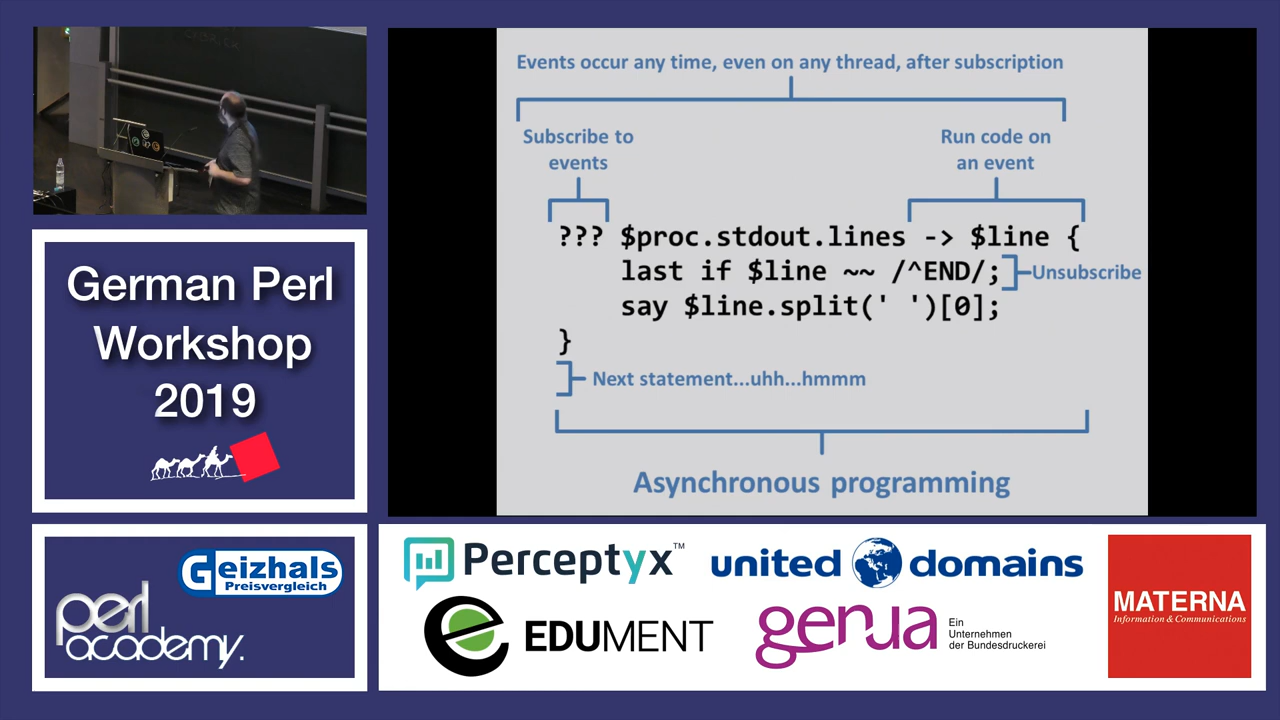 Events occur any time, even on any thread, after subscription
Subscribe to
events
Run code on
an event
??? $proc.stdout.lines -> $line {
last if $line ~~ /^END/;
Unsubscribe
say $line.split(' ')[0];
}
Next statement...uhh...hmmm
Asynchronous programming
German Perl
Workshop
2019
Geizhals
Preisvergleich
perl
academy.
Perceptyx™
united domains
EDUMENT
genua
Ein
Unternehmen
der Bundesdruckerei
MATERNA
Information & Communications